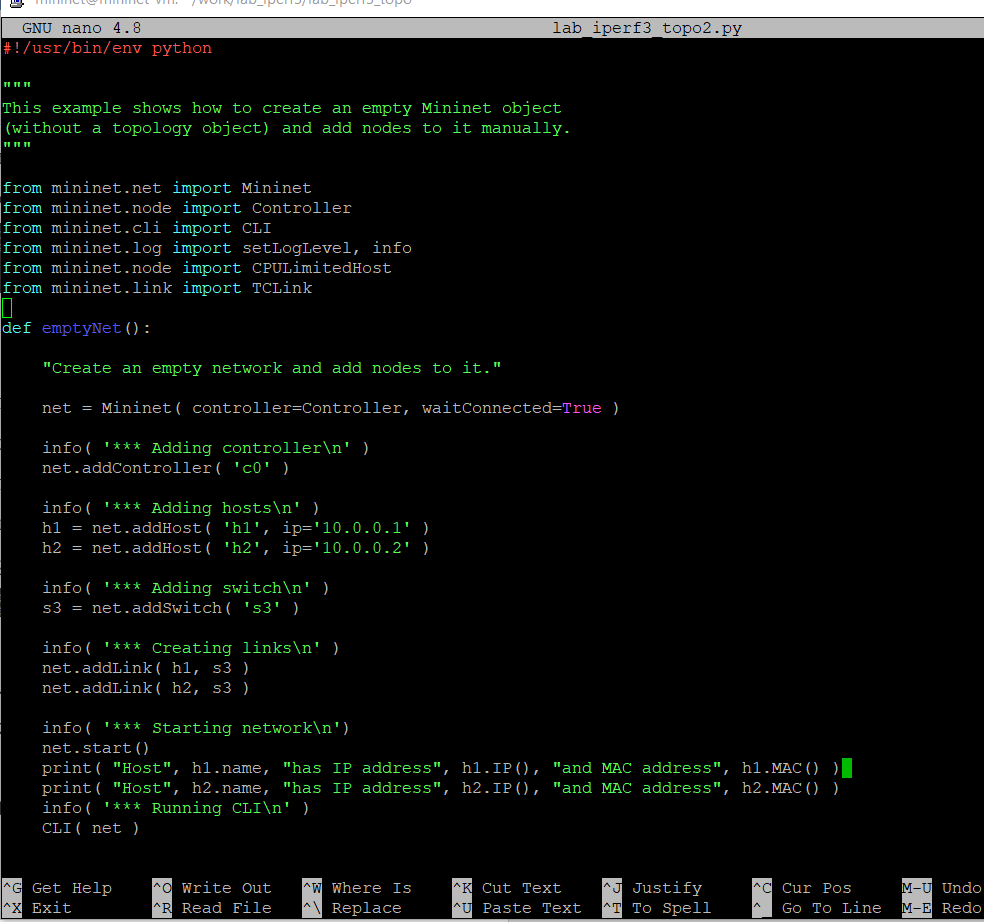 mininet@mininet-vm: ~/work/lab_iperf3/lab_iperf3_topo
GNU nano 4.8 lab_iperf3_topo2.py
#!/usr/bin/env python
"""
This example shows how to create an empty Mininet object
(without a topology object) and add nodes to it manually.
"""
from mininet.net import Mininet
from mininet.node import Controller
from mininet.cli import CLI
from mininet.log import setLogLevel, info
from mininet.node import CPULimitedHost
from mininet.link import TCLink
def emptyNet():
"Create an empty network and add nodes to it."
net = Mininet( controller=Controller, waitConnected=True )
info( '*** Adding controller\n' )
net.addController( 'c0' )
info( '*** Adding hosts\n' )
h1 = net.addHost( 'h1', ip='10.0.0.1' )
h2 = net.addHost( 'h2', ip='10.0.0.2' )
info( '*** Adding switch\n' )
s3 = net.addSwitch( 's3' )
info( '*** Creating links\n' )
net.addLink( h1, s3 )
net.addLink( h2, s3 )
info( '*** Starting network\n')
net.start()
print( "Host", h1.name, "has IP address", h1.IP(), "and MAC address", h1.MAC() )
print( "Host", h2.name, "has IP address", h2.IP(), "and MAC address", h2.MAC() )
info( '*** Running CLI\n' )
CLI( net )
^G Get Help ^O Write Out ^W Where Is ^K Cut Text ^J Justify ^C Cur Pos M-U Undo
^X Exit ^R Read File ^\ Replace ^U Paste Text ^T To Spell ^_ Go To Line M-E Redo